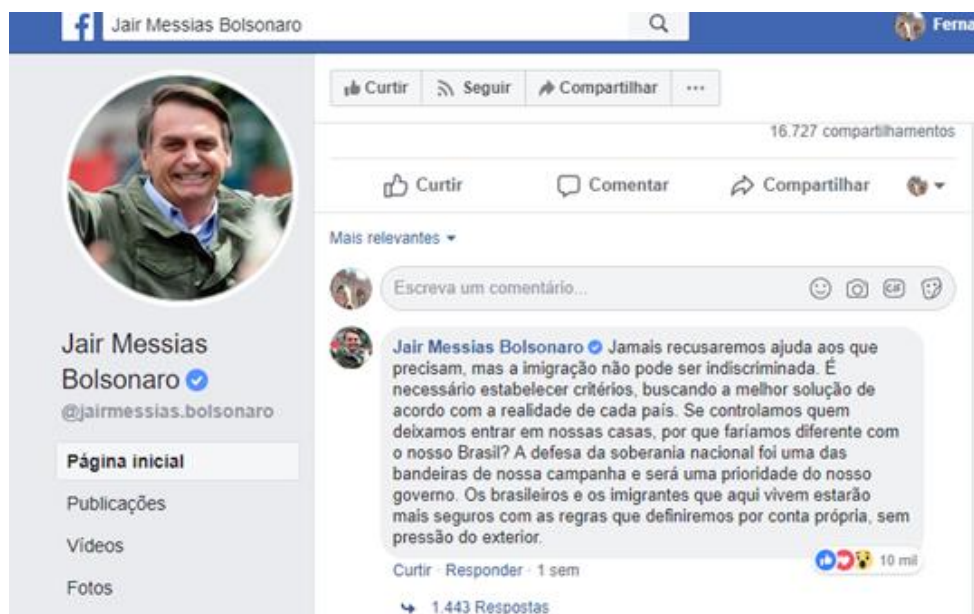 f Jair Messias Bolsonaro Ferna
Curtir Seguir Compartilhar ...
16.727 compartilhamentos
Curtir Comentar Compartilhar
Mais relevantes
Escreva um comentário... GIF
Jair Messias
Bolsonaro
@jairmessias.bolsonaro
Página inicial
Publicações
Vídeos
Fotos
Jair Messias Bolsonaro Jamais recusaremos ajuda aos que
precisam, mas a imigração não pode ser indiscriminada. É
necessário estabelecer critérios, buscando a melhor solução de
acordo com a realidade de cada país. Se controlamos quem
deixamos entrar em nossas casas, por que faríamos diferente com
o nosso Brasil? A defesa da soberania nacional foi uma das
bandeiras de nossa campanha e será uma prioridade do nosso
governo. Os brasileiros e os imigrantes que aqui vivem estarão
mais seguros com as regras que definiremos por conta própria, sem
pressão do exterior.
10 mil
Curtir · Responder · 1 sem
1.443 Respostas